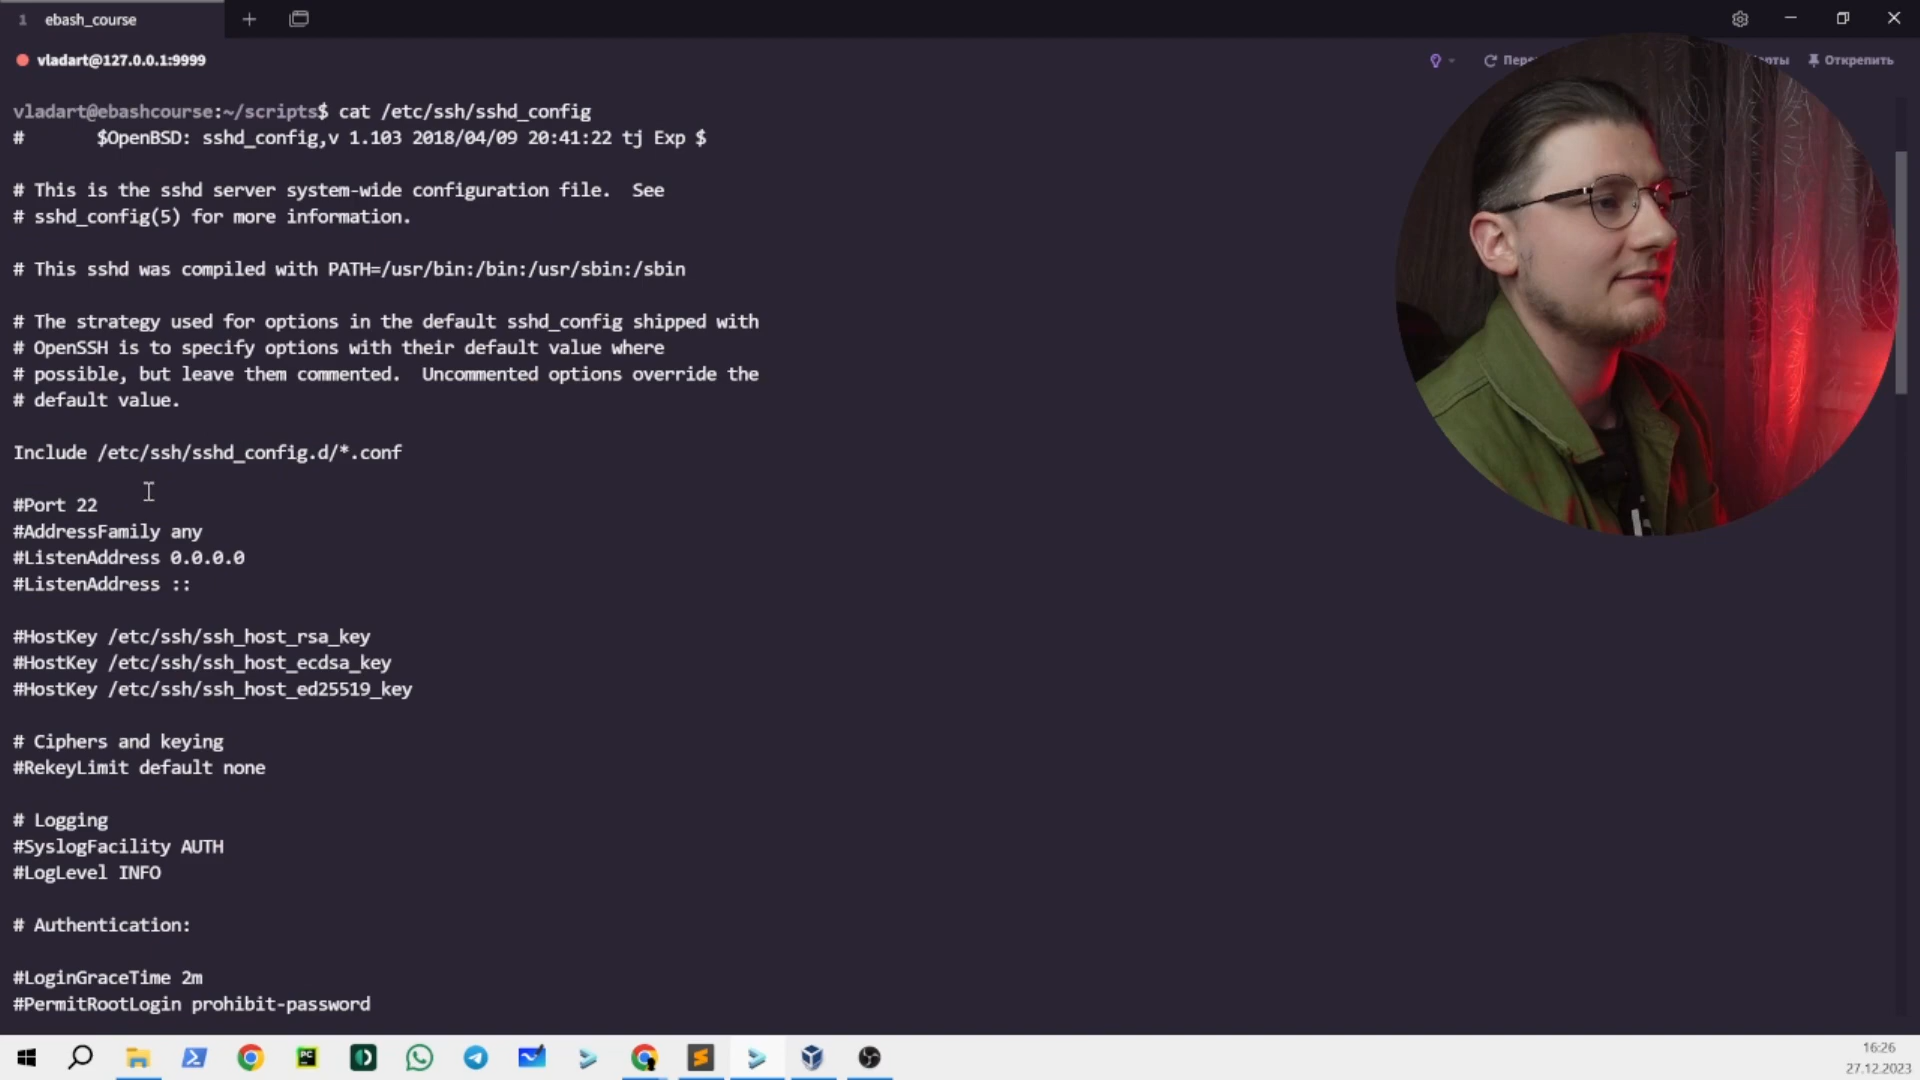 1 ebash_course
vladart@127.0.0.1:9999
Открепить
vladart@ebashcourse:~/scripts$ cat /etc/ssh/sshd_config
# $OpenBSD: sshd_config,v 1.103 2018/04/09 20:41:22 tj Exp $
# This is the sshd server system-wide configuration file. See
# sshd_config(5) for more information.
# This sshd was compiled with PATH=/usr/bin:/bin:/usr/sbin:/sbin
# The strategy used for options in the default sshd_config shipped with
# OpenSSH is to specify options with their default value where
# possible, but leave them commented. Uncommented options override the
# default value.
Include /etc/ssh/sshd_config.d/*.conf
#Port 22
#AddressFamily any
#ListenAddress 0.0.0.0
#ListenAddress ::
#HostKey /etc/ssh/ssh_host_rsa_key
#HostKey /etc/ssh/ssh_host_ecdsa_key
#HostKey /etc/ssh/ssh_host_ed25519_key
# Ciphers and keying
#RekeyLimit default none
# Logging
#SyslogFacility AUTH
#LogLevel INFO
# Authentication:
#LoginGraceTime 2m
#PermitRootLogin prohibit-password
16:26
27.12.2023